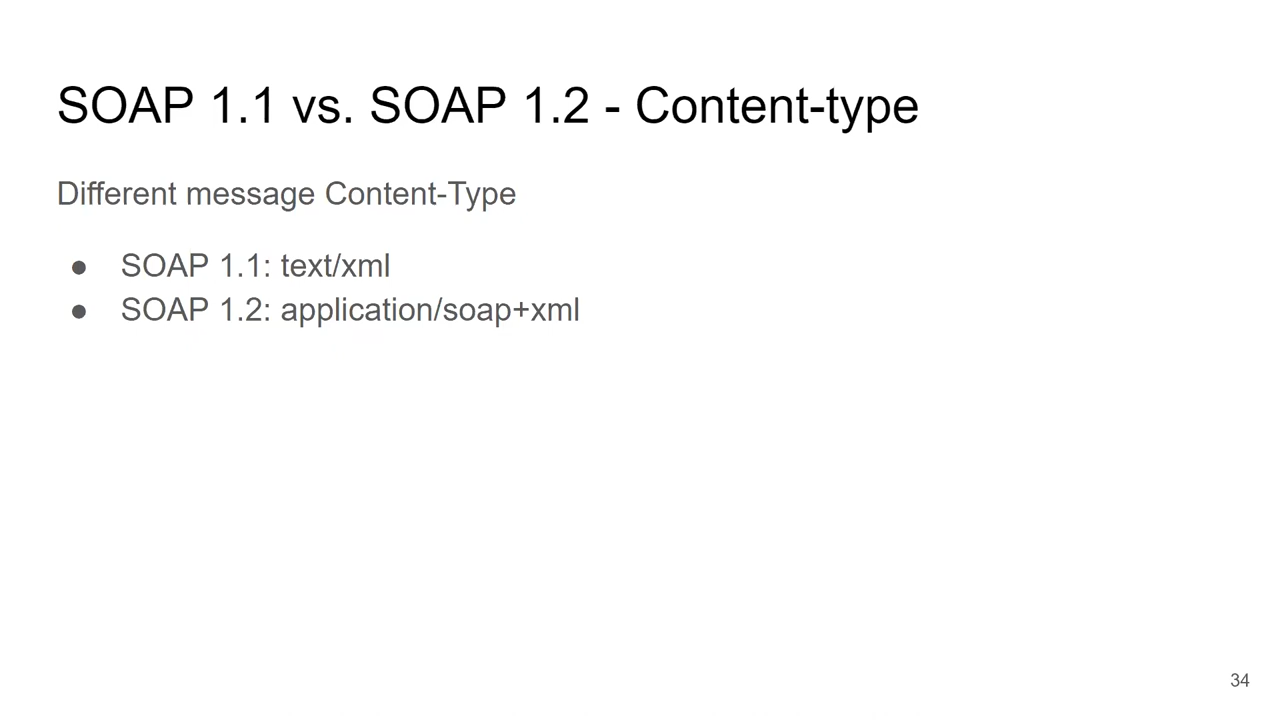 SOAP 1.1 vs. SOAP 1.2 - Content-type
Different message Content-Type
● SOAP 1.1: text/xml
● SOAP 1.2: application/soap+xml
34